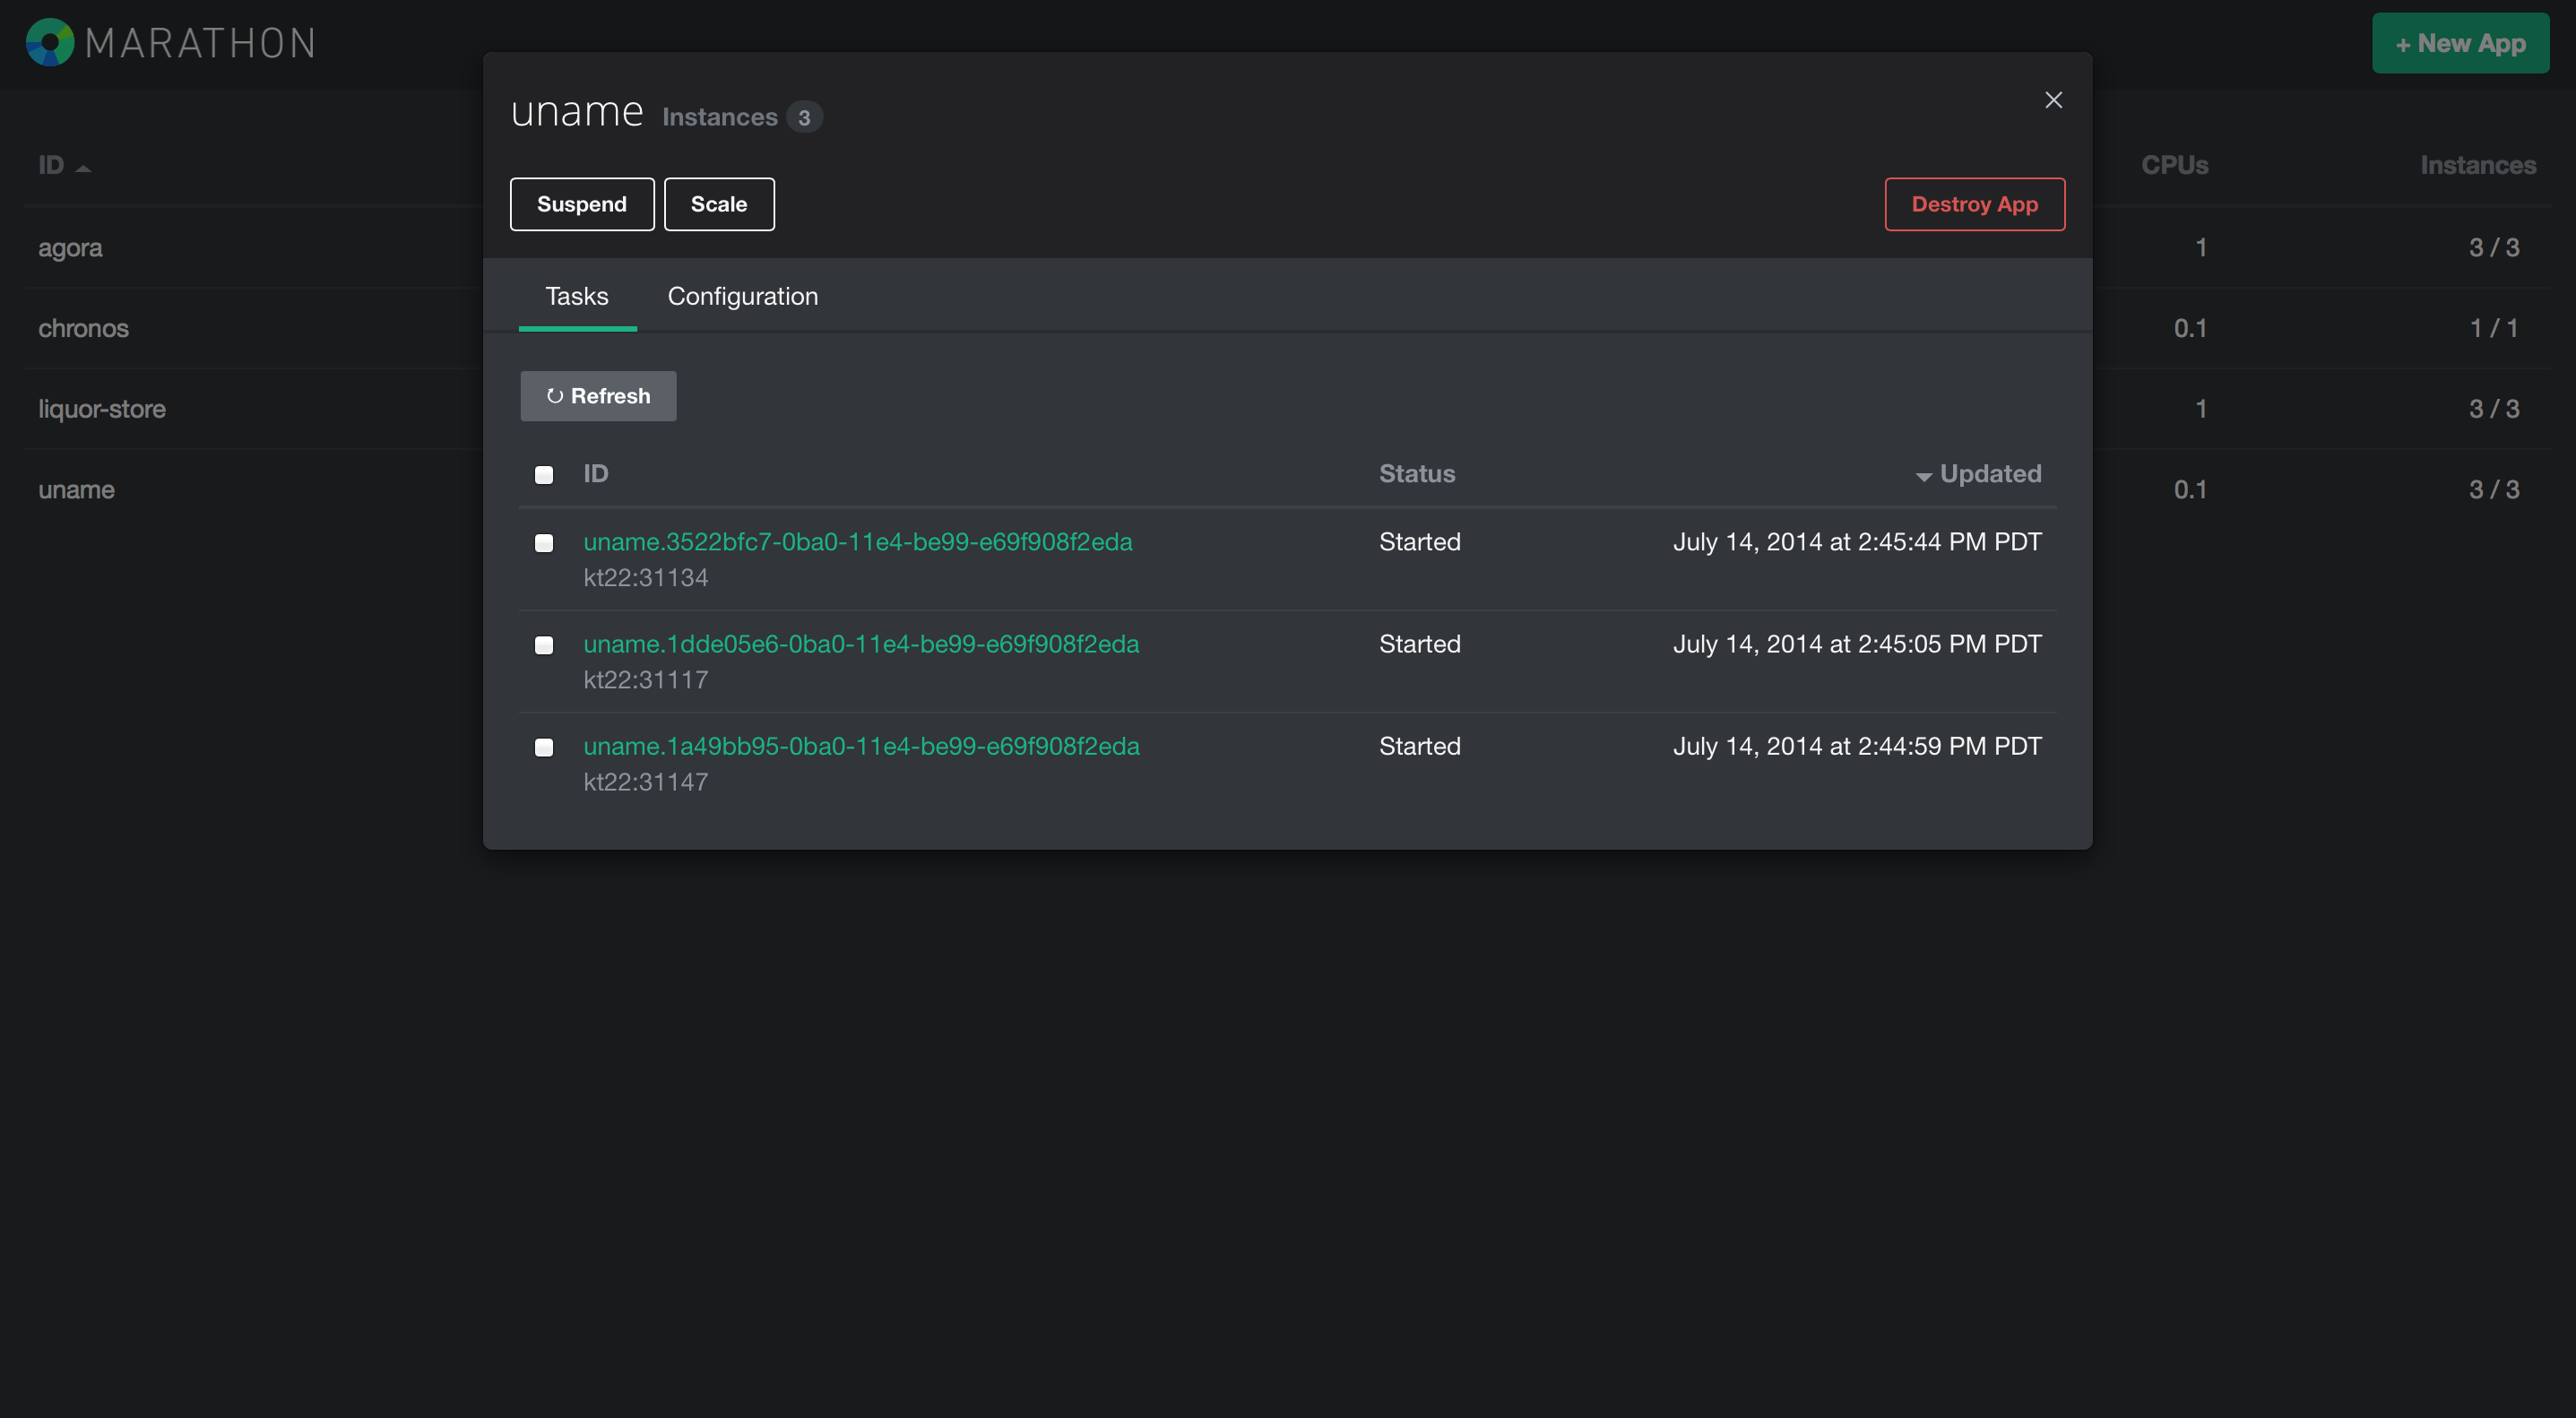 MARATHON
+ New App
uname Instances 3
Suspend Scale Destroy App
Tasks Configuration
Refresh
ID Status Updated
uname.3522bfc7-0ba0-11e4-be99-e69f908f2eda Started July 14, 2014 at 2:45:44 PM PDT
kt22:31134
uname.1dde05e6-0ba0-11e4-be99-e69f908f2eda Started July 14, 2014 at 2:45:05 PM PDT
kt22:31117
uname.1a49bb95-0ba0-11e4-be99-e69f908f2eda Started July 14, 2014 at 2:44:59 PM PDT
kt22:31147
ID CPUs Instances
agora 1 3 / 3
chronos 0.1 1 / 1
liquor-store 1 3 / 3
uname 0.1 3 / 3